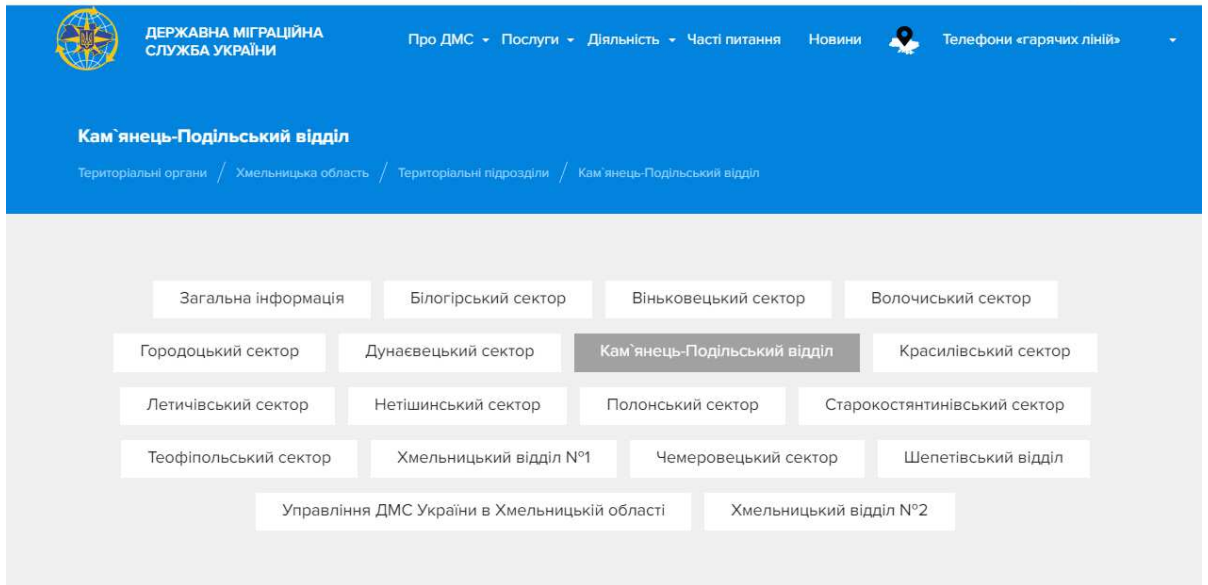 ДЕРЖАВНА МІГРАЦІЙНА
СЛУЖБА УКРАЇНИ
Про ДМС Послуги Діяльність Часті питання Новини Телефони «гарячих ліній»
Кам`янець-Подільський відділ
Територіальні органи / Хмельницька область / Територіальні підрозділи / Кам`янець-Подільський відділ
Загальна інформація Білогірський сектор Віньковецький сектор Волочиський сектор
Городоцький сектор Дунаєвецький сектор Кам`янець-Подільський відділ Красилівський сектор
Летичівський сектор Нетішинський сектор Полонський сектор Старокостянтинівський сектор
Теофіпольський сектор Хмельницький відділ №1 Чемеровецький сектор Шепетівський відділ
Управління ДМС України в Хмельницькій області Хмельницький відділ №2